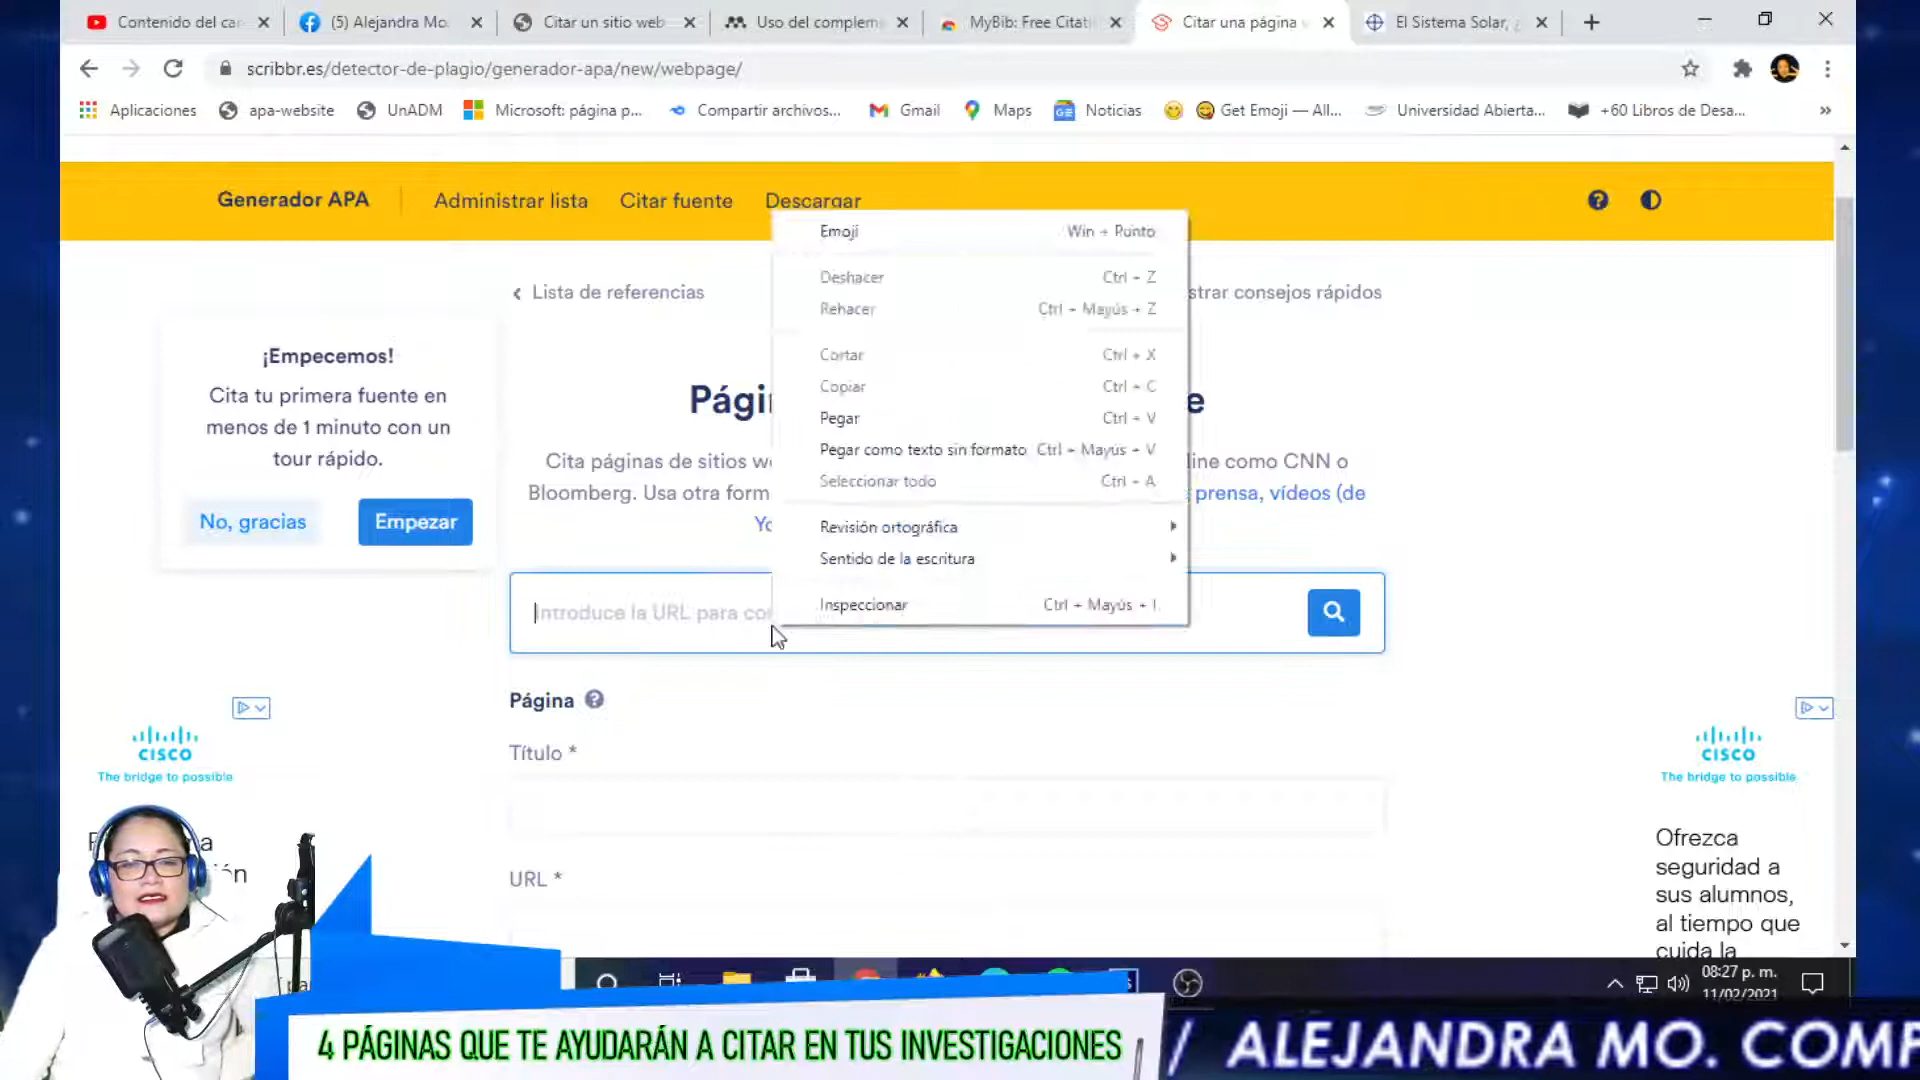 Contenido del ca
(5) Alejandra Mo
Citar un sitio web
Uso del complem
MyBib: Free Citati
Citar una página
El Sistema Solar, ¿
scribbr.es/detector-de-plagio/generador-apa/new/webpage/
Aplicaciones
apa-website
UnADM
Microsoft: página p...
Compartir archivos...
Gmail
Maps
Noticias
Get Emoji — All...
Universidad Abierta...
+60 Libros de Desa...
Generador APA
Administrar lista
Citar fuente
Descargar
Emoji Win + Punto
Deshacer Ctrl + Z
Rehacer Ctrl + Mayús + Z
Cortar Ctrl + X
Copiar Ctrl + C
Pegar Ctrl + V
Pegar como texto sin formato Ctrl + Mayús + V
Seleccionar todo Ctrl + A
Revisión ortográfica
Sentido de la escritura
Inspeccionar Ctrl + Mayús + I
Lista de referencias
strar consejos rápidos
¡Empecemos!
Cita tu primera fuente en
menos de 1 minuto con un
tour rápido.
No, gracias
Empezar
Pági e
Cita páginas de sitios we line como CNN o
Bloomberg. Usa otra form prensa, vídeos (de
Yo
Introduce la URL para co
Página
Título *
URL *
CISCO
The bridge to possible
CISCO
The bridge to possible
Ofrezca
seguridad a
sus alumnos,
al tiempo que
cuida la
08:27 p. m.
11/02/2021
4 PÁGINAS QUE TE AYUDARÁN A CITAR EN TUS INVESTIGACIONES
/ ALEJANDRA MO. COMP